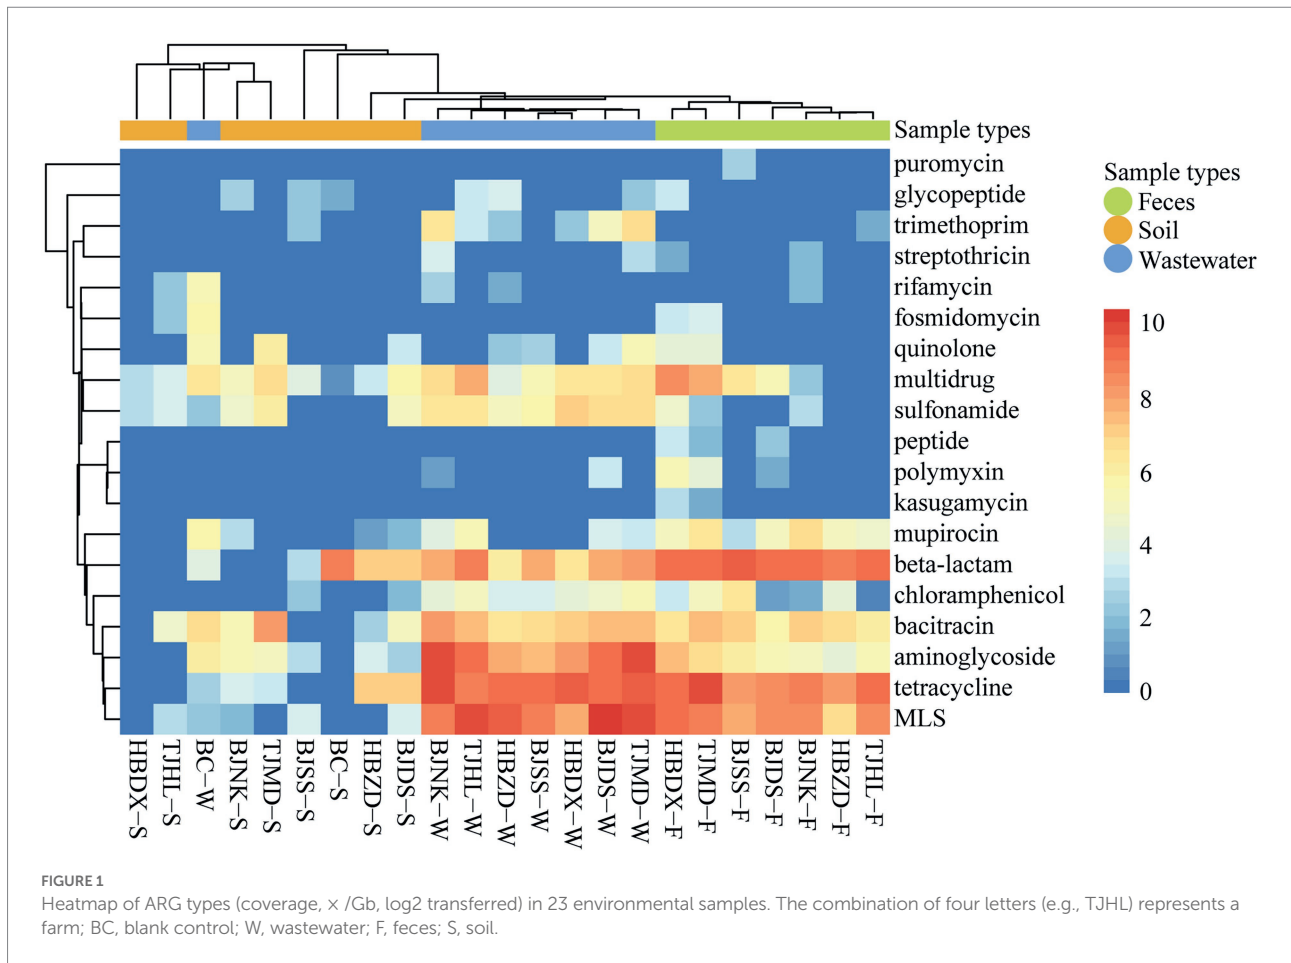 Sample types
puromycin
glycopeptide
trimethoprim
streptothricin
rifamycin
fosmidomycin
quinolone
multidrug
sulfonamide
peptide
polymyxin
kasugamycin
mupirocin
beta-lactam
chloramphenicol
bacitracin
aminoglycoside
tetracycline
MLS
Sample types
Feces
Soil
Wastewater
10
8
6
4
2
0
HBDX−S
TJHL−S
BC−W
BJNK−S
TJMD−S
BJSS−S
BC−S
HBZD−S
BJDS−S
BJNK−W
TJHL−W
HBZD−W
BJSS−W
HBDX−W
BJDS−W
TJMD−W
HBDX−F
TJMD−F
BJSS−F
BJDS−F
BJNK−F
HBZD−F
TJHL−F
FIGURE 1
Heatmap of ARG types (coverage, × /Gb, log2 transferred) in 23 environmental samples. The combination of four letters (e.g., TJHL) represents a
farm; BC, blank control; W, wastewater; F, feces; S, soil.